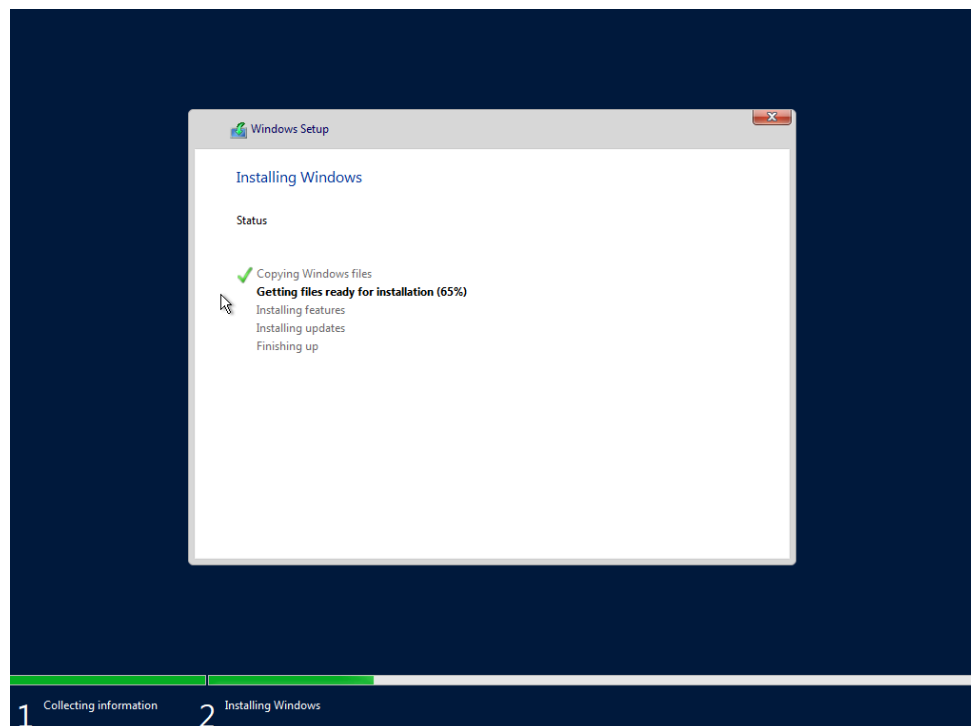 Windows Setup
Installing Windows
Status
Copying Windows files
Getting files ready for installation (65%)
Installing features
Installing updates
Finishing up
1 Collecting information
2 Installing Windows